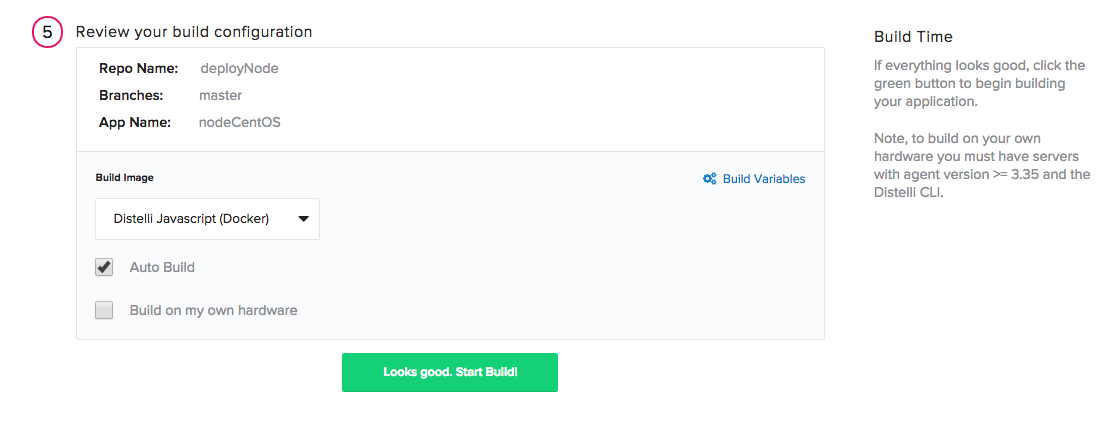 5 Review your build configuration
Repo Name: deployNode
Branches: master
App Name: nodeCentOS
Build Image
Build Variables
Distelli Javascript (Docker)
Auto Build
Build on my own hardware
Looks good. Start Build!
Build Time
If everything looks good, click the
green button to begin building
your application.
Note, to build on your own
hardware you must have servers
with agent version >= 3.35 and the
Distelli CLI.